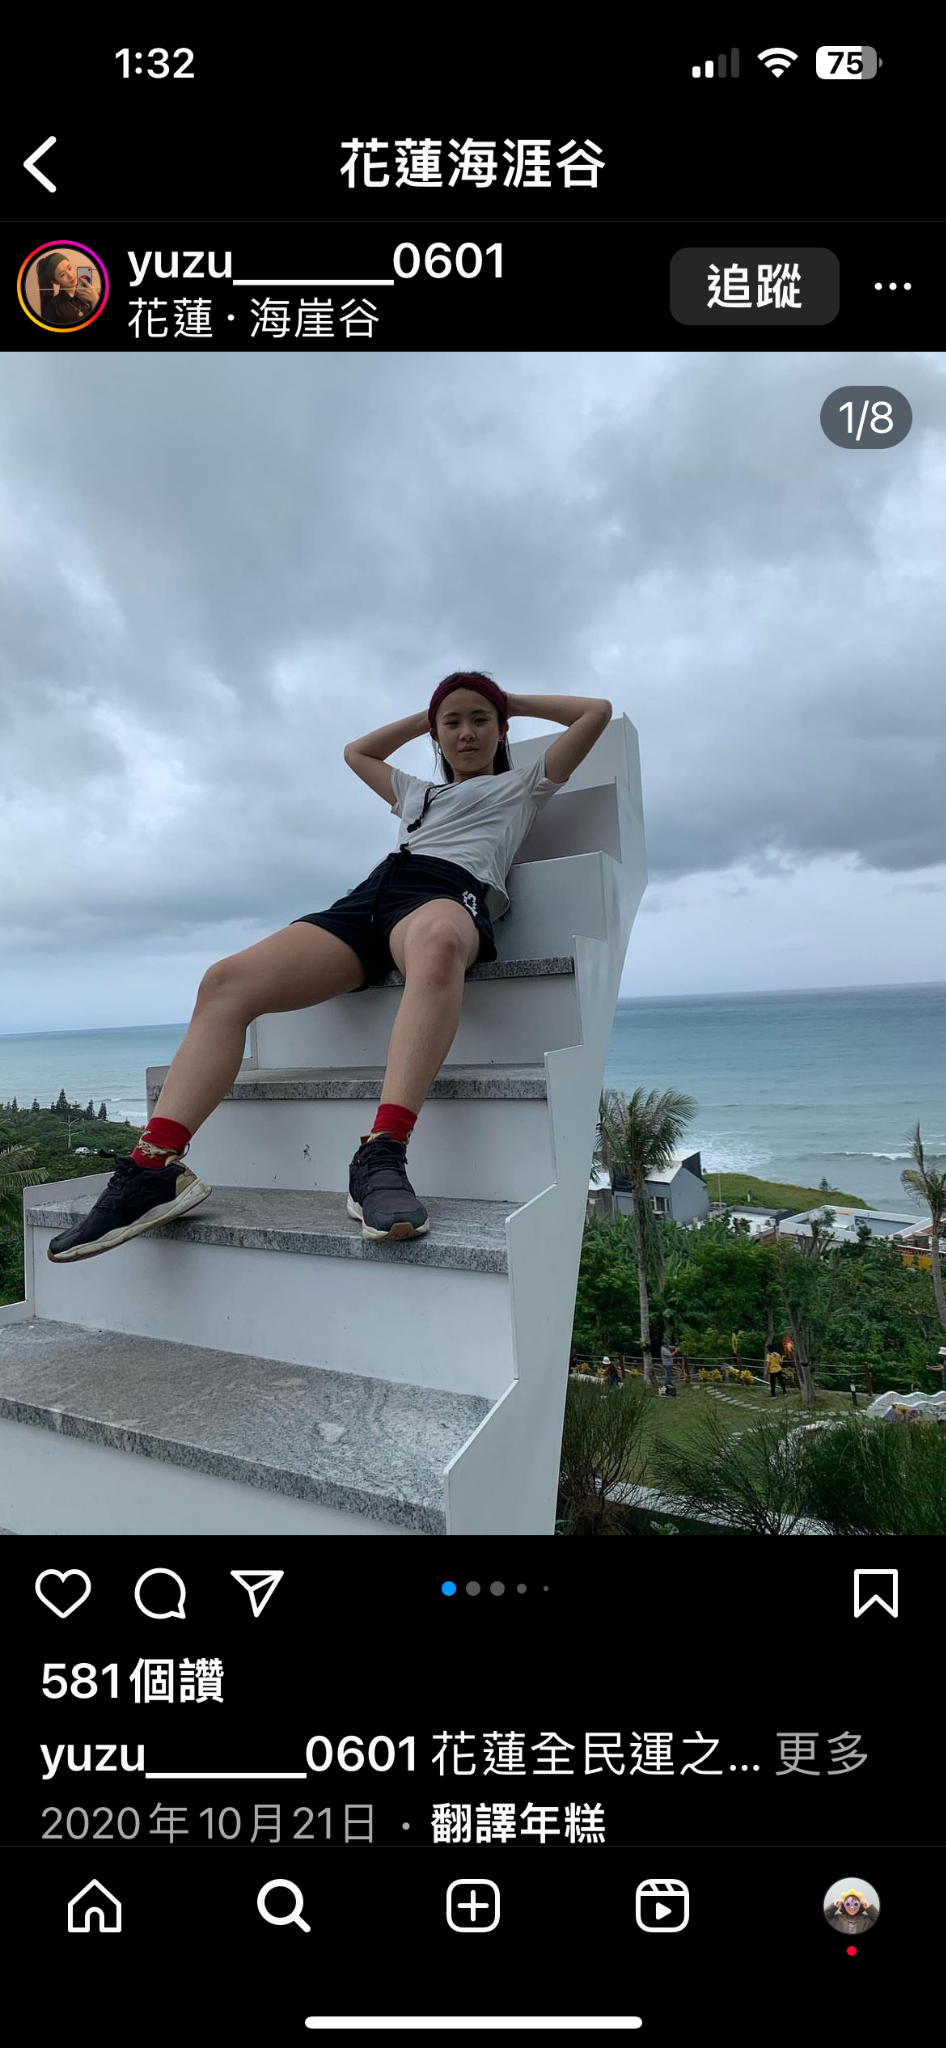 1:32
75
花蓮海涯谷
yuzu______0601
花蓮·海崖谷
追蹤
1/8
581個讚
yuzu______0601 花蓮全民運之... 更多
2020年10月21日 · 翻譯年糕